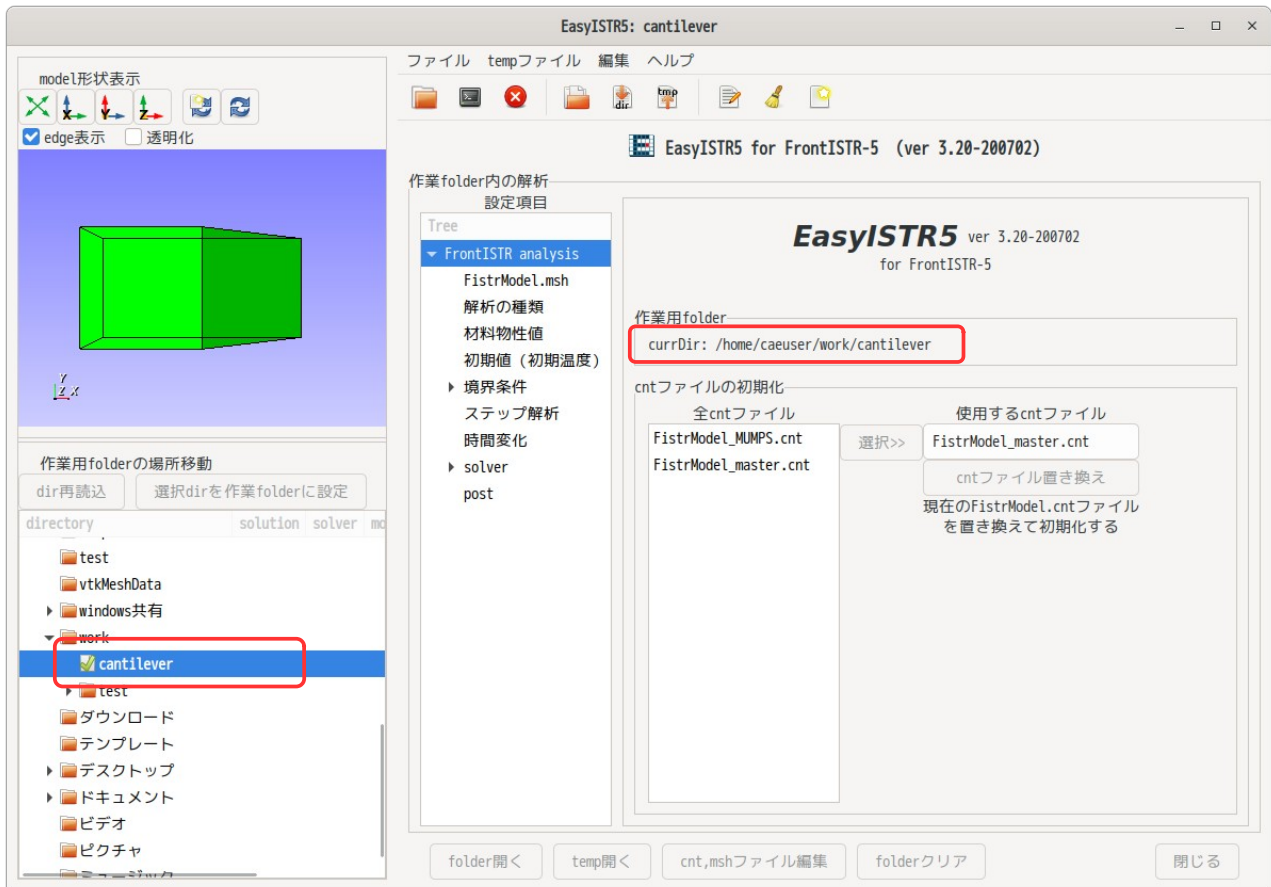 EasyISTR5: cantilever
model形状表示
edge表示 透明化
Y
Z X
作業用folderの場所移動
dir再読込 選択dirを作業folderに設定
directory solution solver mo
test
vtkMeshData
windows共有
work
cantilever
test
ダウンロード
テンプレート
デスクトップ
ドキュメント
ビデオ
ピクチャ
ミュージック
ファイル tempファイル 編集 ヘルプ
dir
tmp
EasyISTR5 for FrontISTR-5 (ver 3.20-200702)
作業folder内の解析
設定項目
Tree
FrontISTR analysis
FistrModel.msh
解析の種類
材料物性値
初期値（初期温度）
境界条件
ステップ解析
時間変化
solver
post
EasyISTR5 ver 3.20-200702
for FrontISTR-5
作業用folder
currDir: /home/caeuser/work/cantilever
cntファイルの初期化
全cntファイル
FistrModel_MUMPS.cnt
FistrModel_master.cnt
選択>>
使用するcntファイル
FistrModel_master.cnt
cntファイル置き換え
現在のFistrModel.cntファイル
を置き換えて初期化する
folder開く temp開く cnt,mshファイル編集 folderクリア 閉じる